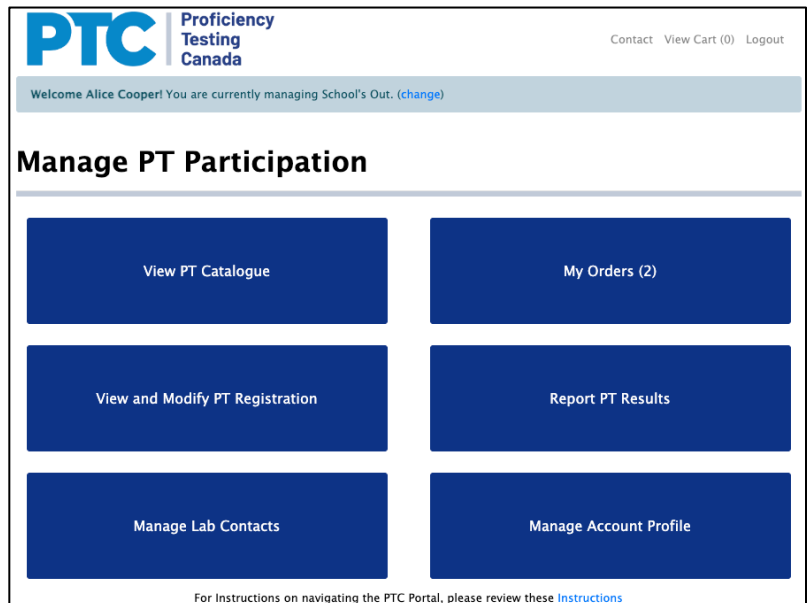 PTC
Proficiency
Testing
Canada
Contact View Cart (0) Logout
Welcome Alice Cooper! You are currently managing School's Out. (change)
Manage PT Participation
View PT Catalogue
My Orders (2)
View and Modify PT Registration
Report PT Results
Manage Lab Contacts
Manage Account Profile
For Instructions on navigating the PTC Portal, please review these Instructions